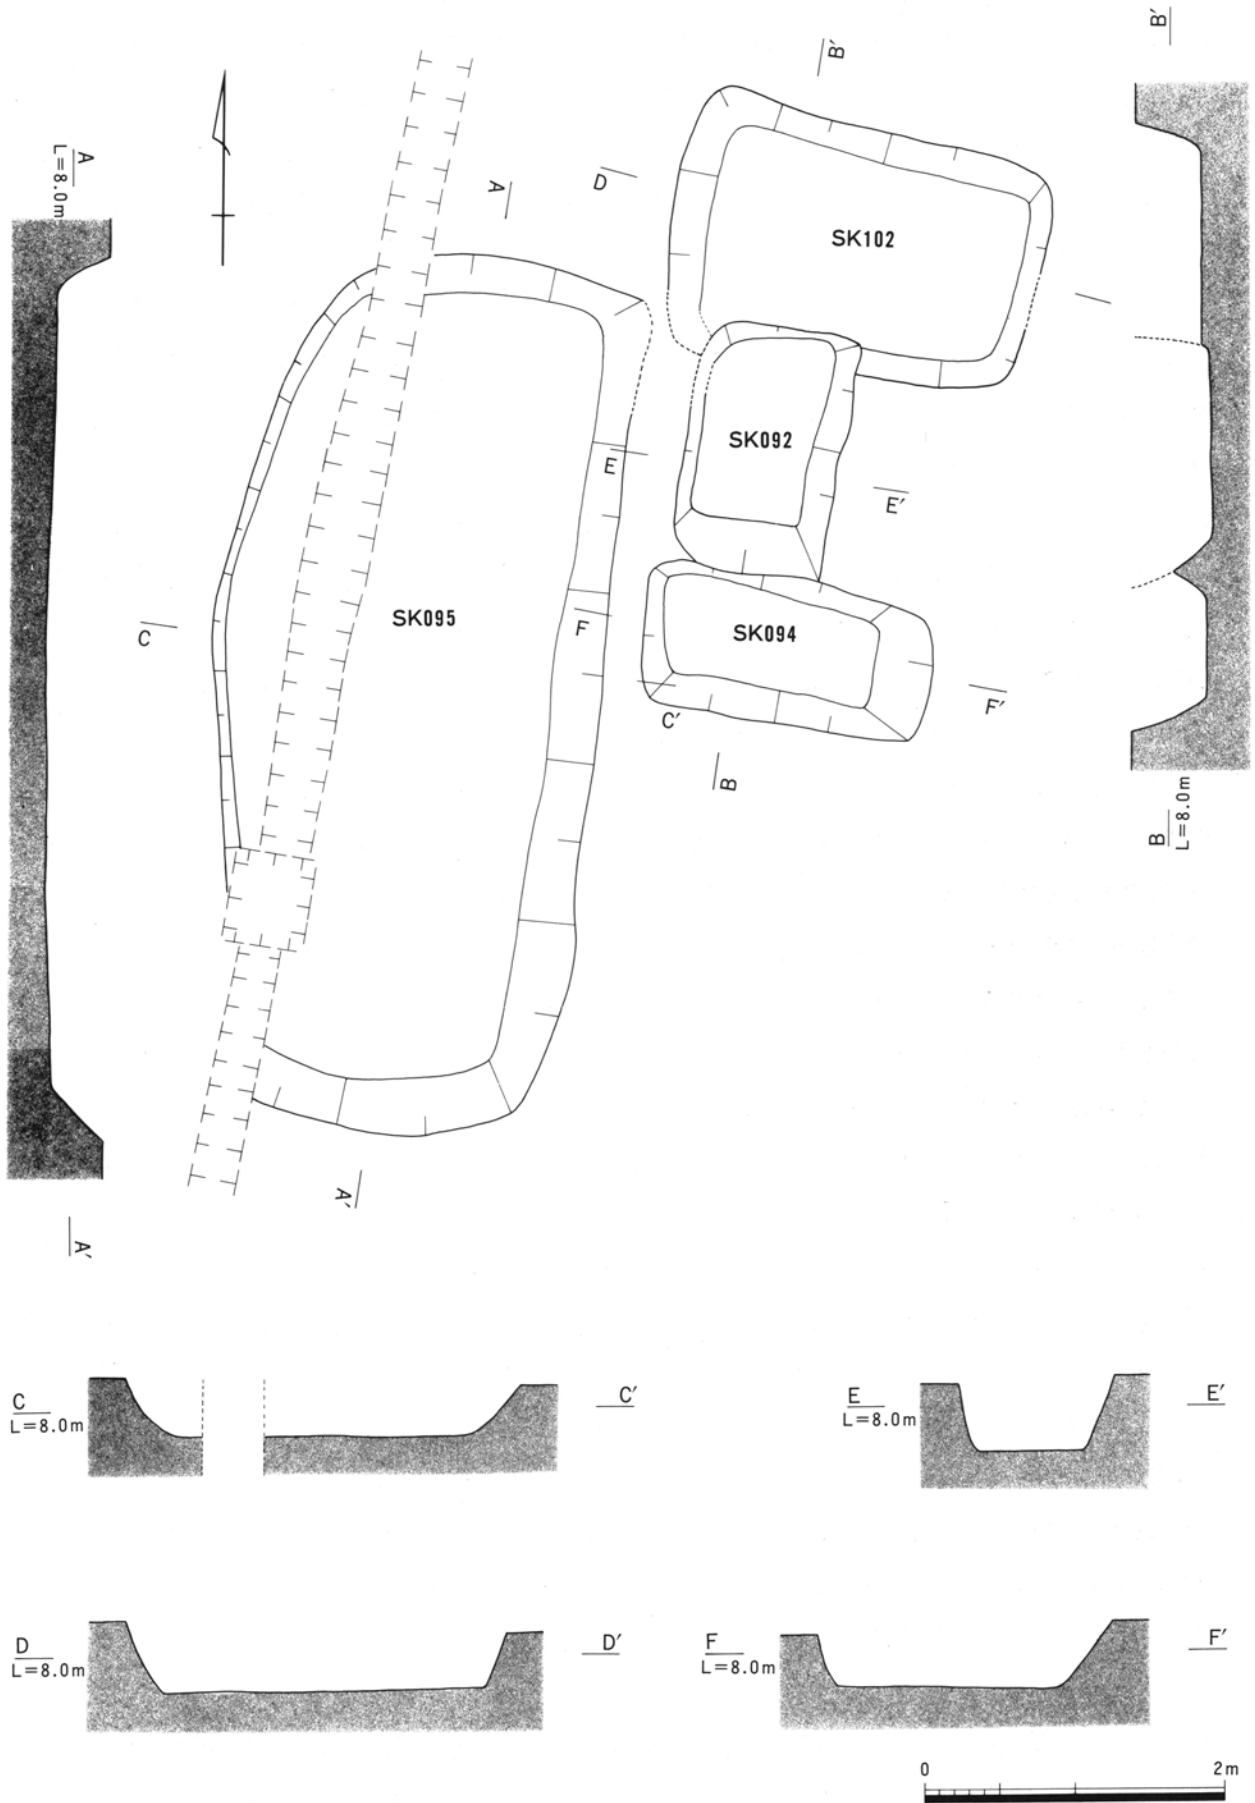 B′
B′
A
L=8.0m
A
D
SK102
SK092
E
E′
SK095
F
SK094
C
C′
F′
B
B
L=8.0m
A′
A′
C
L=8.0m
C′
E
L=8.0m
E′
D
L=8.0m
D′
F
L=8.0m
F′
0
2m